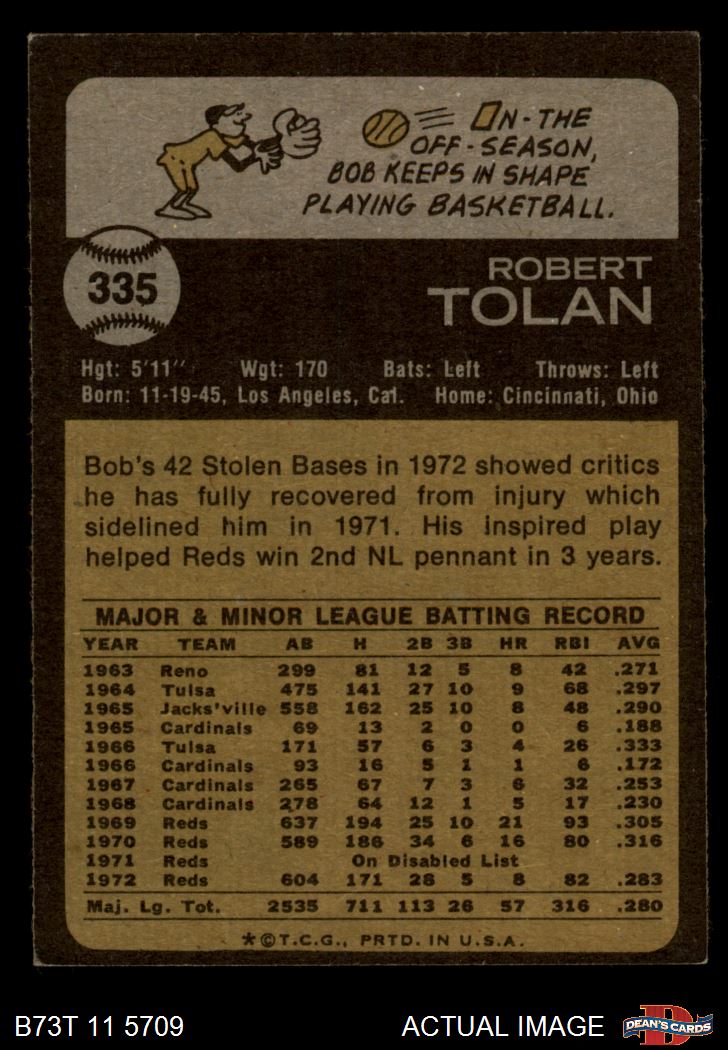 ON-THE
OFF-SEASON,
BOB KEEPS IN SHAPE
PLAYING BASKETBALL.
335
ROBERT
TOLAN
Hgt: 5'11" Wgt: 170 Bats: Left Throws: Left
Born: 11-19-45, Los Angeles, Cal. Home: Cincinnati, Ohio
Bob's 42 Stolen Bases in 1972 showed critics
he has fully recovered from injury which
sidelined him in 1971. His inspired play
helped Reds win 2nd NL pennant in 3 years.
MAJOR & MINOR LEAGUE BATTING RECORD
YEAR TEAM AB H 2B 3B HR RBI AVG
1963 Reno 299 81 12 5 8 42 .271
1964 Tulsa 475 141 27 10 9 68 .297
1965 Jacks'ville 558 162 25 10 8 48 .290
1965 Cardinals 69 13 2 0 0 6 .188
1966 Tulsa 171 57 6 3 4 26 .333
1966 Cardinals 93 16 5 1 1 6 .172
1967 Cardinals 265 67 7 3 6 32 .253
1968 Cardinals 278 64 12 1 5 17 .230
1969 Reds 637 194 25 10 21 93 .305
1970 Reds 589 186 34 6 16 80 .316
1971 Reds On Disabled List
1972 Reds 604 171 28 5 8 82 .283
Maj. Lg. Tot. 2535 711 113 26 57 316 .280
*©T.C.G., PRTD. IN U.S.A.
B73T 11 5709 ACTUAL IMAGE D DEAN'S CARDS